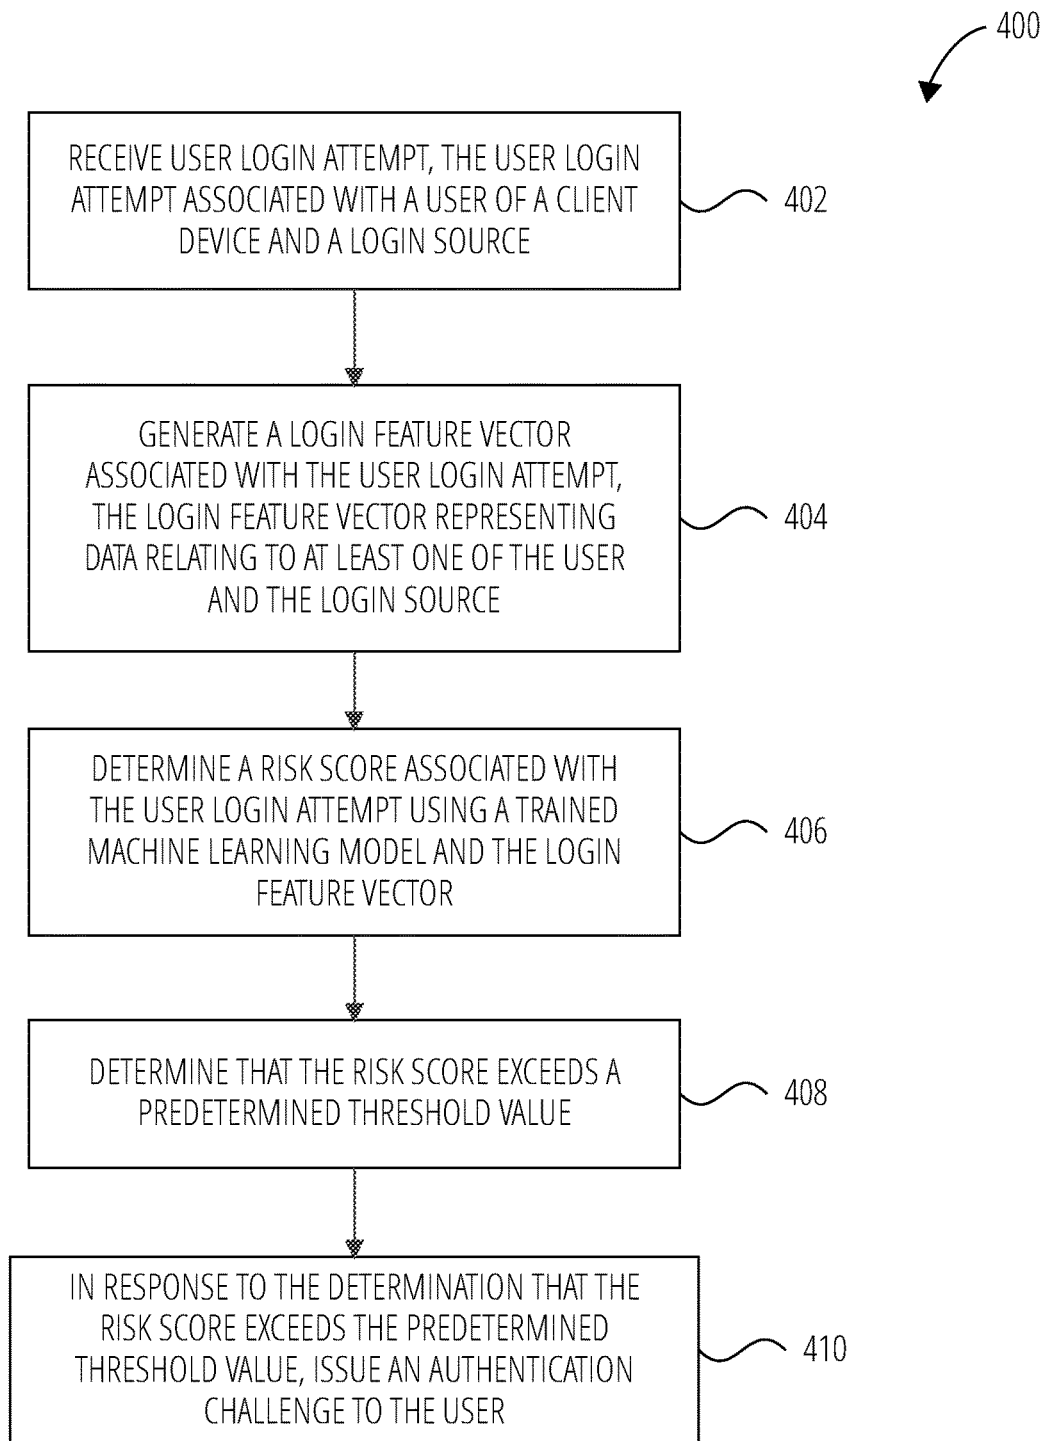 400
RECEIVE USER LOGIN ATTEMPT, THE USER LOGIN
ATTEMPT ASSOCIATED WITH A USER OF A CLIENT
DEVICE AND A LOGIN SOURCE
402
GENERATE A LOGIN FEATURE VECTOR
ASSOCIATED WITH THE USER LOGIN ATTEMPT,
THE LOGIN FEATURE VECTOR REPRESENTING
DATA RELATING TO AT LEAST ONE OF THE USER
AND THE LOGIN SOURCE
404
DETERMINE A RISK SCORE ASSOCIATED WITH
THE USER LOGIN ATTEMPT USING A TRAINED
MACHINE LEARNING MODEL AND THE LOGIN
FEATURE VECTOR
406
DETERMINE THAT THE RISK SCORE EXCEEDS A
PREDETERMINED THRESHOLD VALUE
408
IN RESPONSE TO THE DETERMINATION THAT THE
RISK SCORE EXCEEDS THE PREDETERMINED
THRESHOLD VALUE, ISSUE AN AUTHENTICATION
CHALLENGE TO THE USER
410